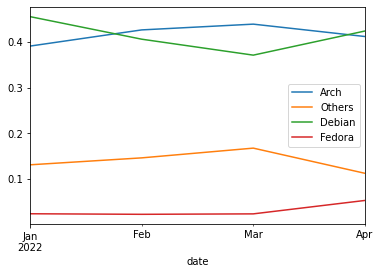 0.4
0.3
0.2
0.1
Arch
Others
Debian
Fedora
Jan Feb Mar Apr
2022
date